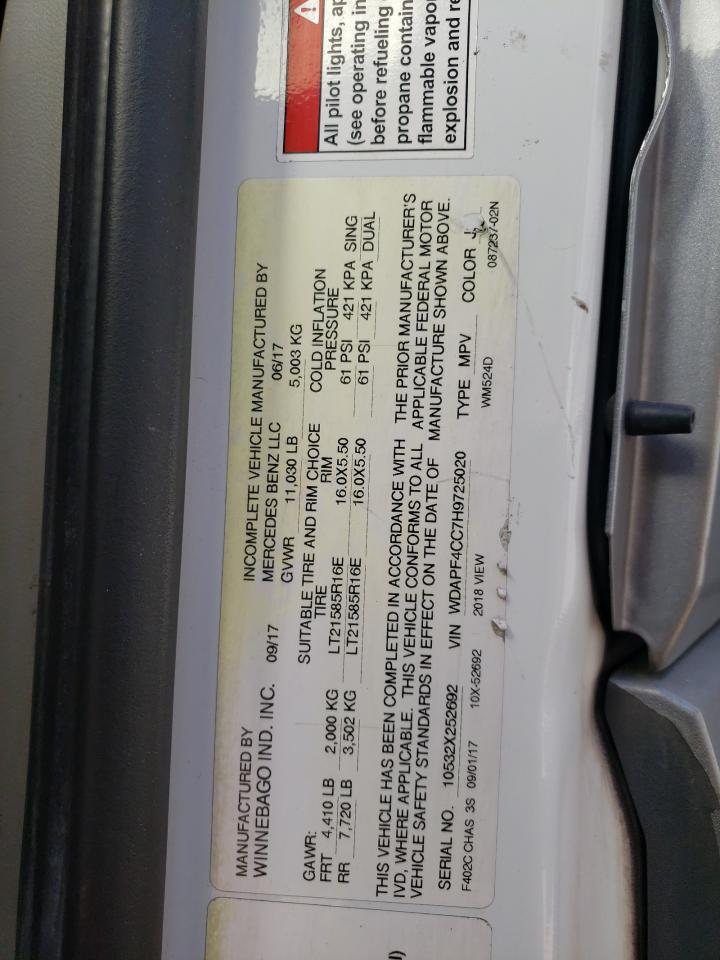 MANUFACTURED BY
WINNEBAGO IND. INC. 09/17
INCOMPLETE VEHICLE MANUFACTURED BY
MERCEDES BENZ LLC 06/17
GVWR 11,030 LB 5,003 KG
GAWR:
SUITABLE TIRE AND RIM CHOICE
TIRE RIM
COLD INFLATION
PRESSURE
FRT 4,410 LB 2,000 KG LT21585R16E 16.0X5.50 61 PSI 421 KPA SING
RR 7,720 LB 3,502 KG LT21585R16E 16.0X5.50 61 PSI 421 KPA DUAL
THIS VEHICLE HAS BEEN COMPLETED IN ACCORDANCE WITH THE PRIOR MANUFACTURER'S
IVD, WHERE APPLICABLE. THIS VEHICLE CONFORMS TO ALL APPLICABLE FEDERAL MOTOR
VEHICLE SAFETY STANDARDS IN EFFECT ON THE DATE OF MANUFACTURE SHOWN ABOVE.
SERIAL NO. 10532X252692 VIN WDAPF4CC7H9725020 TYPE MPV COLOR
F402C CHAS 3S 09/01/17 10X-52692 2018 VIEW WM524D 087237-02N
All pilot lights, ap
(see operating in
before refueling
propane contain
flammable vapor
explosion and re